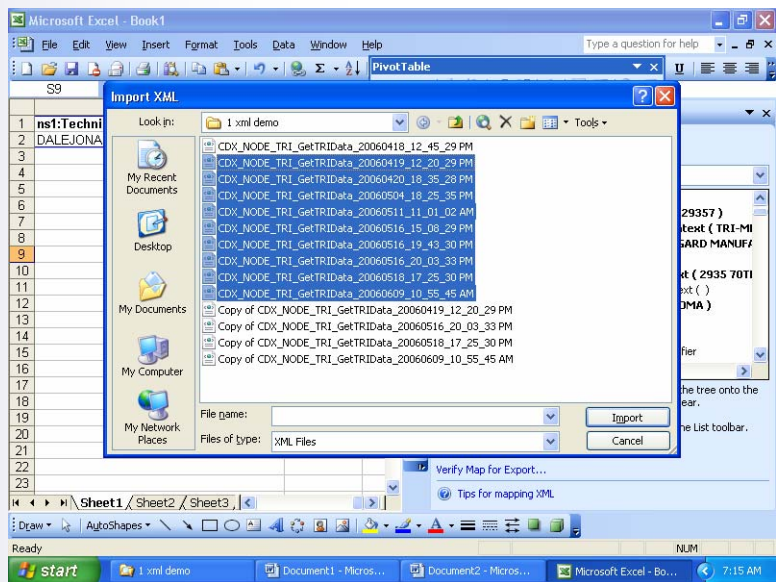 Microsoft Excel - Book1
File Edit View Insert Format Tools Data Window Help
Type a question for help
PivotTable
S9
Import XML
Look in: 1 xml demo
Tools
1 ns1:Techni
2 DALEJONA
3
4
5
6
7
8
9
10
11
12
13
14
15
16
17
18
19
20
21
22
23
My Recent Documents
Desktop
My Documents
My Computer
My Network Places
CDX_NODE_TRI_GetTRIData_20060418_12_45_29 PM
CDX_NODE_TRI_GetTRIData_20060419_12_20_29 PM
CDX_NODE_TRI_GetTRIData_20060420_18_35_28 PM
CDX_NODE_TRI_GetTRIData_20060504_18_25_35 PM
CDX_NODE_TRI_GetTRIData_20060511_11_01_02 AM
CDX_NODE_TRI_GetTRIData_20060516_15_08_29 PM
CDX_NODE_TRI_GetTRIData_20060516_19_43_30 PM
CDX_NODE_TRI_GetTRIData_20060516_20_03_33 PM
CDX_NODE_TRI_GetTRIData_20060518_17_25_30 PM
CDX_NODE_TRI_GetTRIData_20060609_10_55_45 AM
Copy of CDX_NODE_TRI_GetTRIData_20060419_12_20_29 PM
Copy of CDX_NODE_TRI_GetTRIData_20060516_20_03_33 PM
Copy of CDX_NODE_TRI_GetTRIData_20060518_17_25_30 PM
Copy of CDX_NODE_TRI_GetTRIData_20060609_10_55_45 AM
File name:
Files of type: XML Files
Import
Cancel
29357 )
text ( TRI-ME
GARD MANUFA
xt ( 2935 70TI
ext ( )
OMA )
fier
the tree onto the
ear.
he List toolbar.
Verify Map for Export...
Tips for mapping XML
Sheet1 Sheet2 Sheet3
Draw AutoShapes
Ready
NUM
start 1 xml demo Document1 - Micros... Document2 - Micros... Microsoft Excel - Bo... 7:15 AM